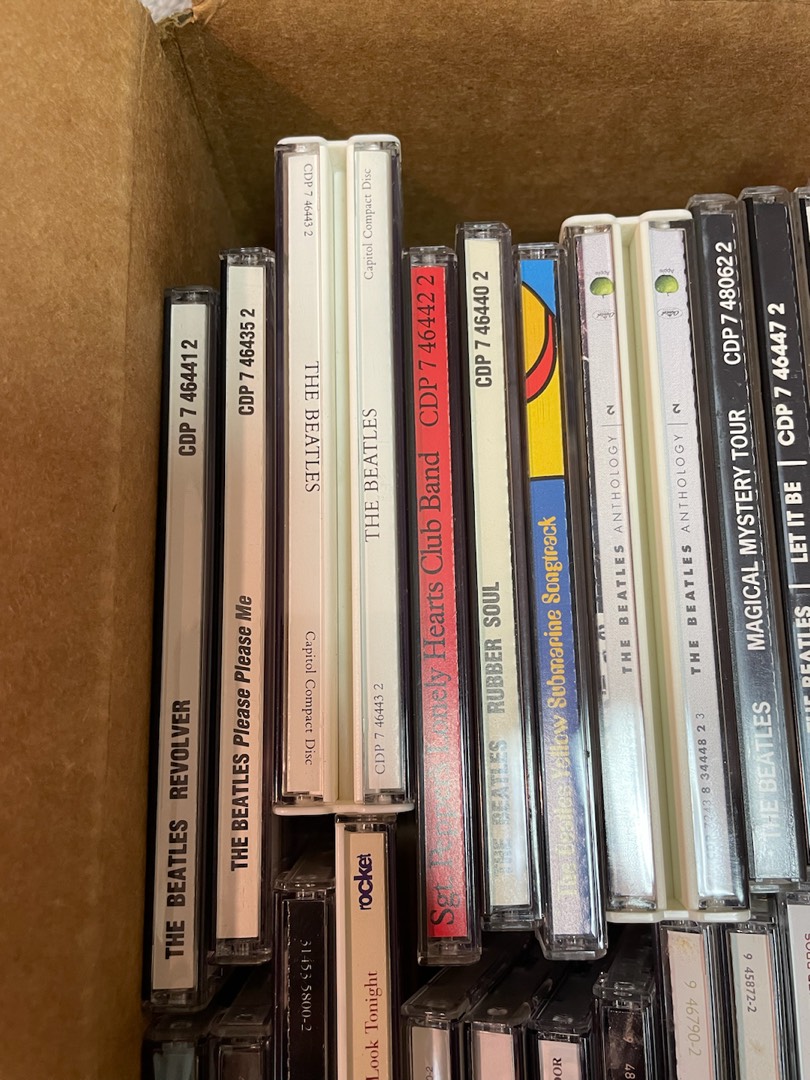 THE BEATLES REVOLVER CDP 7 46441 2
THE BEATLES Please Please Me CDP 7 46435 2
CDP 7 46443 2 THE BEATLES Capitol Compact Disc
CDP 7 46443 2 THE BEATLES Capitol Compact Disc
Sgt. Pepper's Lonely Hearts Club Band CDP 7 46442 2
THE BEATLES RUBBER SOUL CDP 7 46440 2
The Beatles Yellow Submarine Songtrack
THE BEATLES ANTHOLOGY | 2 Apple
THE BEATLES ANTHOLOGY | 2 Apple
8 34448 2 3
THE BEATLES MAGICAL MYSTERY TOUR CDP 7 48062 2
THE BEATLES | LET IT BE | CDP 7 46447 2
5800-2
Look Tonight rocket
9 46790-2
9 45872-2